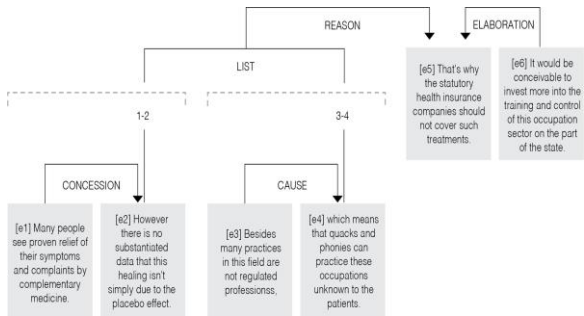 REASON
ELABORATION
LIST
[e5] That's why
the statutory
health insurance
companies should
not cover such
treatments.
[e6] It would be
conceivable to
invest more into the
training and control
of this occupation
sector on the part
of the state.
1-2
3-4
CONCESSION
CAUSE
[e1] Many people
see proven relief of
their symptoms
and complaints by
complementary
medicine.
[e2] However
there is no
substantiated
data that this
healing isn't
simply due to the
placebo effect.
[e3] Besides
many practices
in this field are
not regulated
professionss,
[e4] which means
that quacks and
phonies can
practice these
occupations
unknown to the
patients.